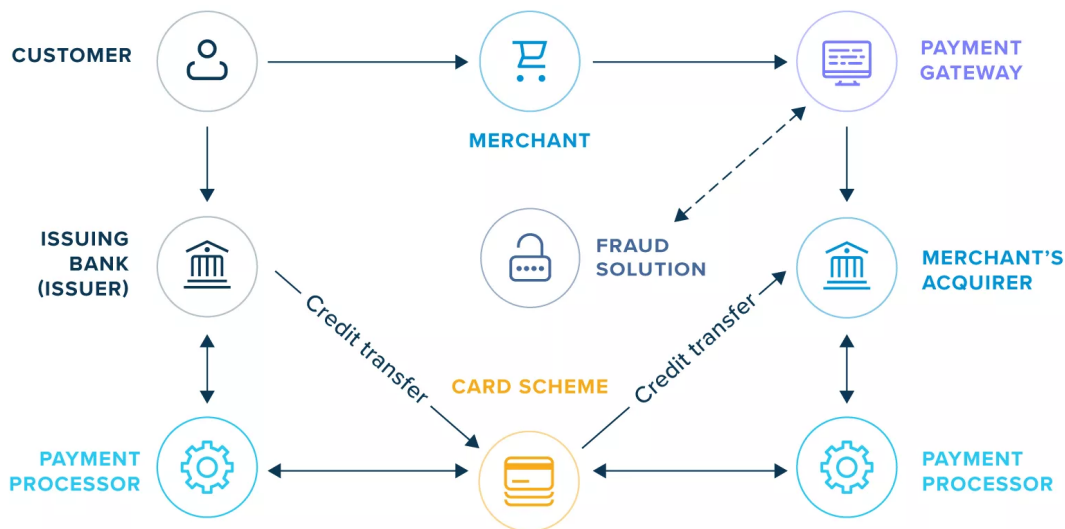 CUSTOMER
MERCHANT
PAYMENT
GATEWAY
ISSUING
BANK
(ISSUER)
FRAUD
SOLUTION
MERCHANT'S
ACQUIRER
Credit transfer
Credit transfer
CARD SCHEME
PAYMENT
PROCESSOR
PAYMENT
PROCESSOR